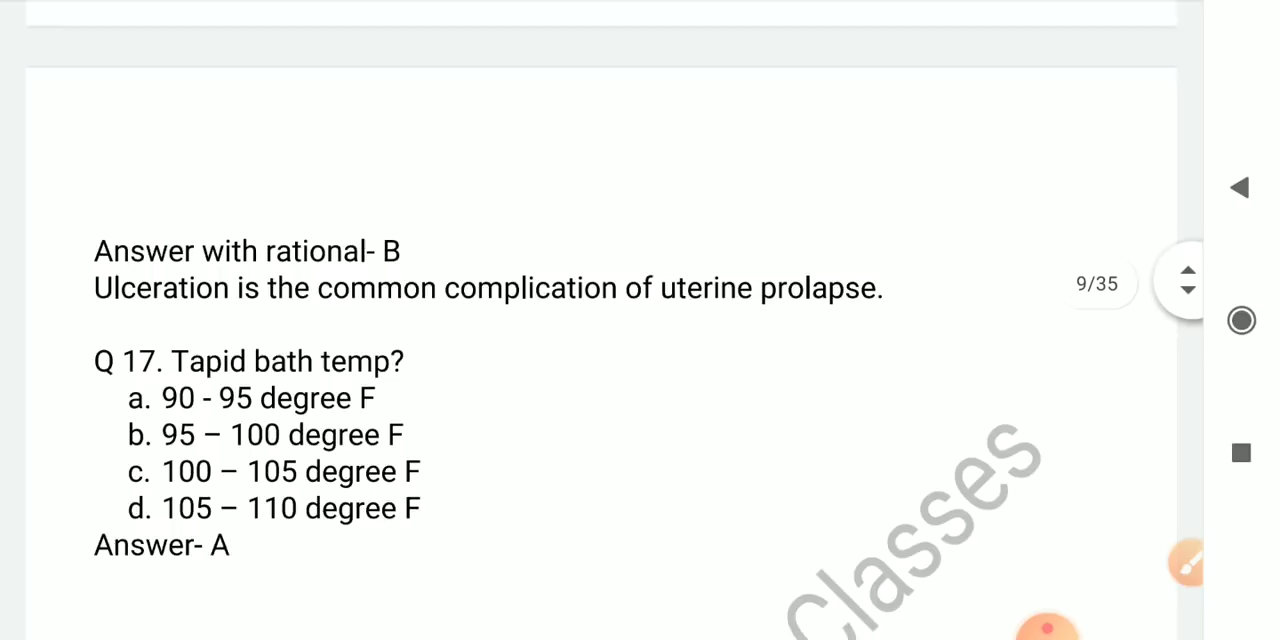 Answer with rational- B
Ulceration is the common complication of uterine prolapse.
9/35
Q 17. Tapid bath temp?
a. 90 - 95 degree F
b. 95 – 100 degree F
c. 100 – 105 degree F
d. 105 – 110 degree F
Answer- A
Classes